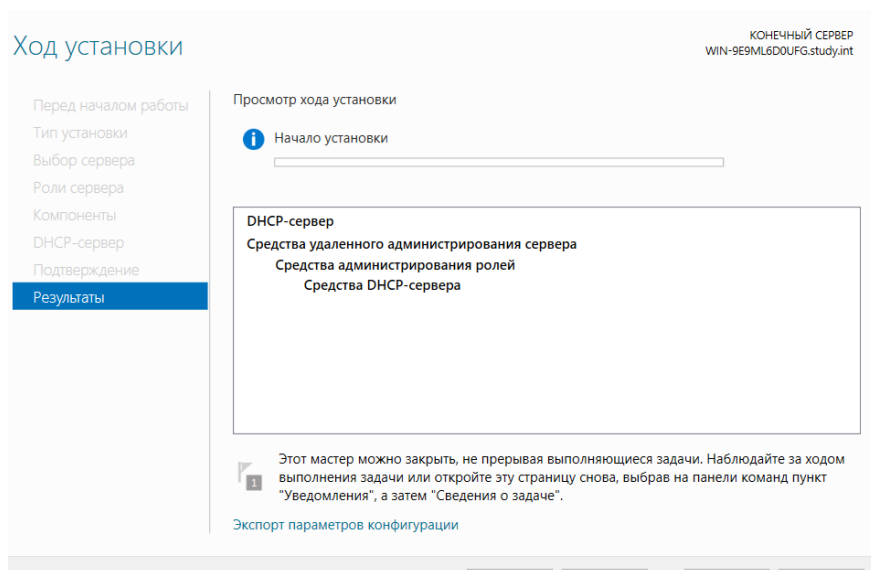 Ход установки
КОНЕЧНЫЙ СЕРВЕР
WIN-9E9ML6D0UFG.study.int
Перед началом работы
Тип установки
Выбор сервера
Роли сервера
Компоненты
DHCP-сервер
Подтверждение
Результаты
Просмотр хода установки
Начало установки
DHCP-сервер
Средства удаленного администрирования сервера
Средства администрирования ролей
Средства DHCP-сервера
1
Этот мастер можно закрыть, не прерывая выполняющиеся задачи. Наблюдайте за ходом
выполнения задачи или откройте эту страницу снова, выбрав на панели команд пункт
"Уведомления", а затем "Сведения о задаче".
Экспорт параметров конфигурации